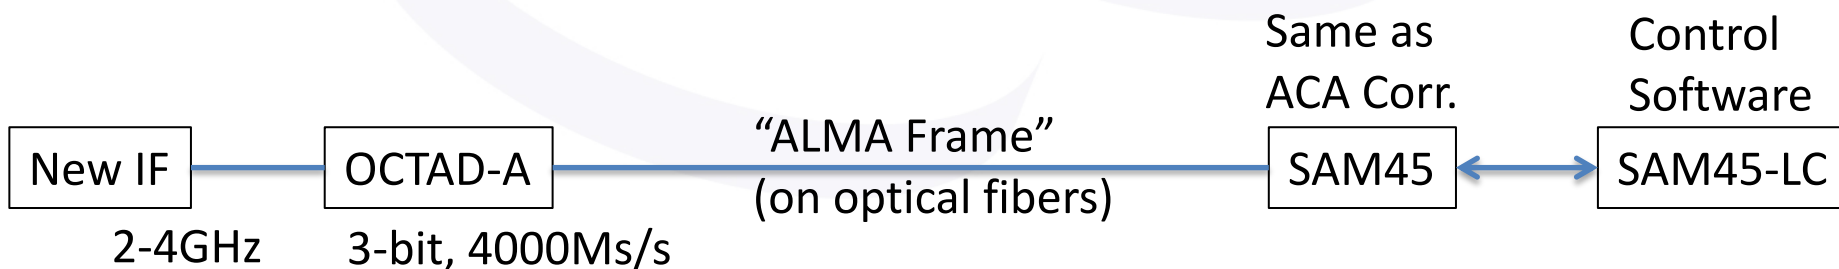 Same as
ACA Corr.
Control
Software
New IF
OCTAD-A
“ALMA Frame”
(on optical fibers)
SAM45
SAM45-LC
2-4GHz
3-bit, 4000Ms/s